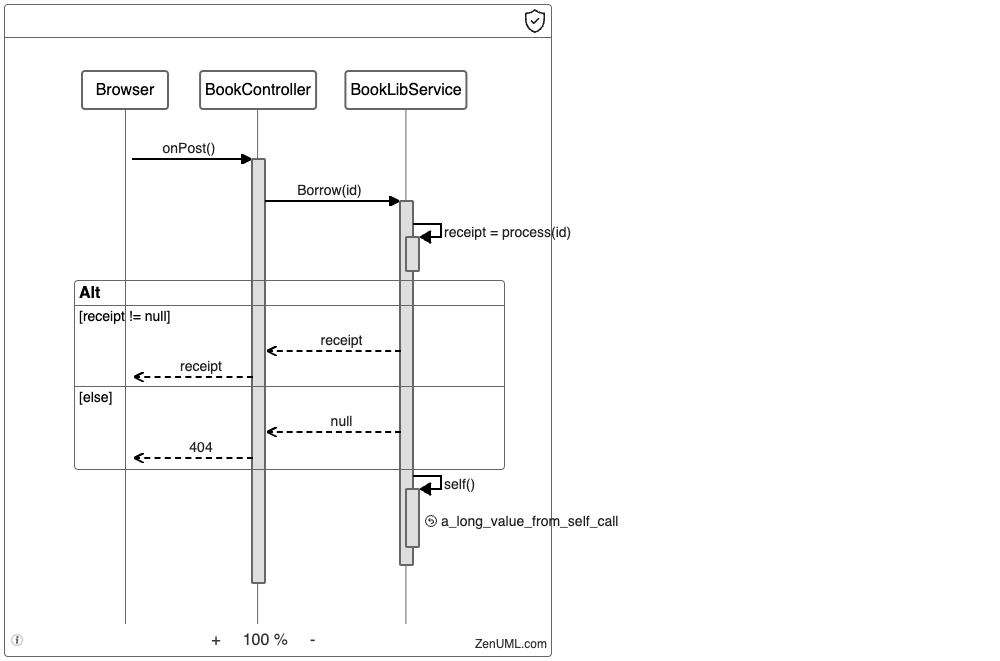 Browser
BookController
BookLibService
onPost()
Borrow(id)
receipt = process(id)
Alt
[receipt != null]
receipt
receipt
[else]
null
404
self()
a_long_value_from_self_call
+ 100 % -
ZenUML.com